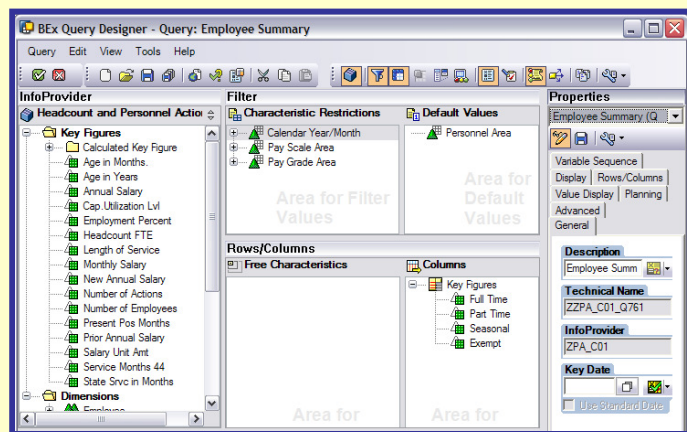 BEx Query Designer - Query: Employee Summary
Query Edit View Tools Help
InfoProvider
Headcount and Personnel Action
Key Figures
Calculated Key Figure
Age in Months.
Age in Years
Annual Salary
Cap.Utilization Lvl
Employment Percent
Headcount FTE
Length of Service
Monthly Salary
New Annual Salary
Number of Actions
Number of Employees
Present Pos Months
Prior Annual Salary
Salary Unit Amt
Service Months 44
State Srvc in Months
Dimensions
Employee
Filter
Characteristic Restrictions
Calendar Year/Month
Pay Scale Area
Pay Grade Area
Area for Filter
Values
Default Values
Personnel Area
Area for
Default
Values
Rows/Columns
Free Characteristics
Area for
Columns
Key Figures
Full Time
Part Time
Seasonal
Exempt
Area for
Properties
Employee Summary (Q
Variable Sequence
Display Rows/Columns
Value Display Planning
Advanced
General
Description
Employee Summ
Technical Name
ZZPA_C01_Q761
InfoProvider
ZPA_C01
Key Date
Use Standard Date